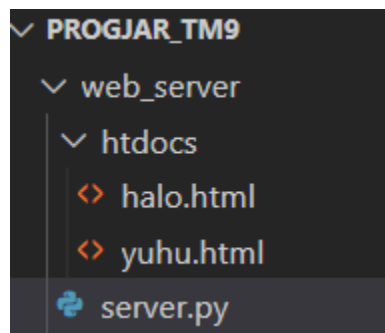 PROGJAR_TM9
web_server
htdocs
halo.html
yuhu.html
server.py